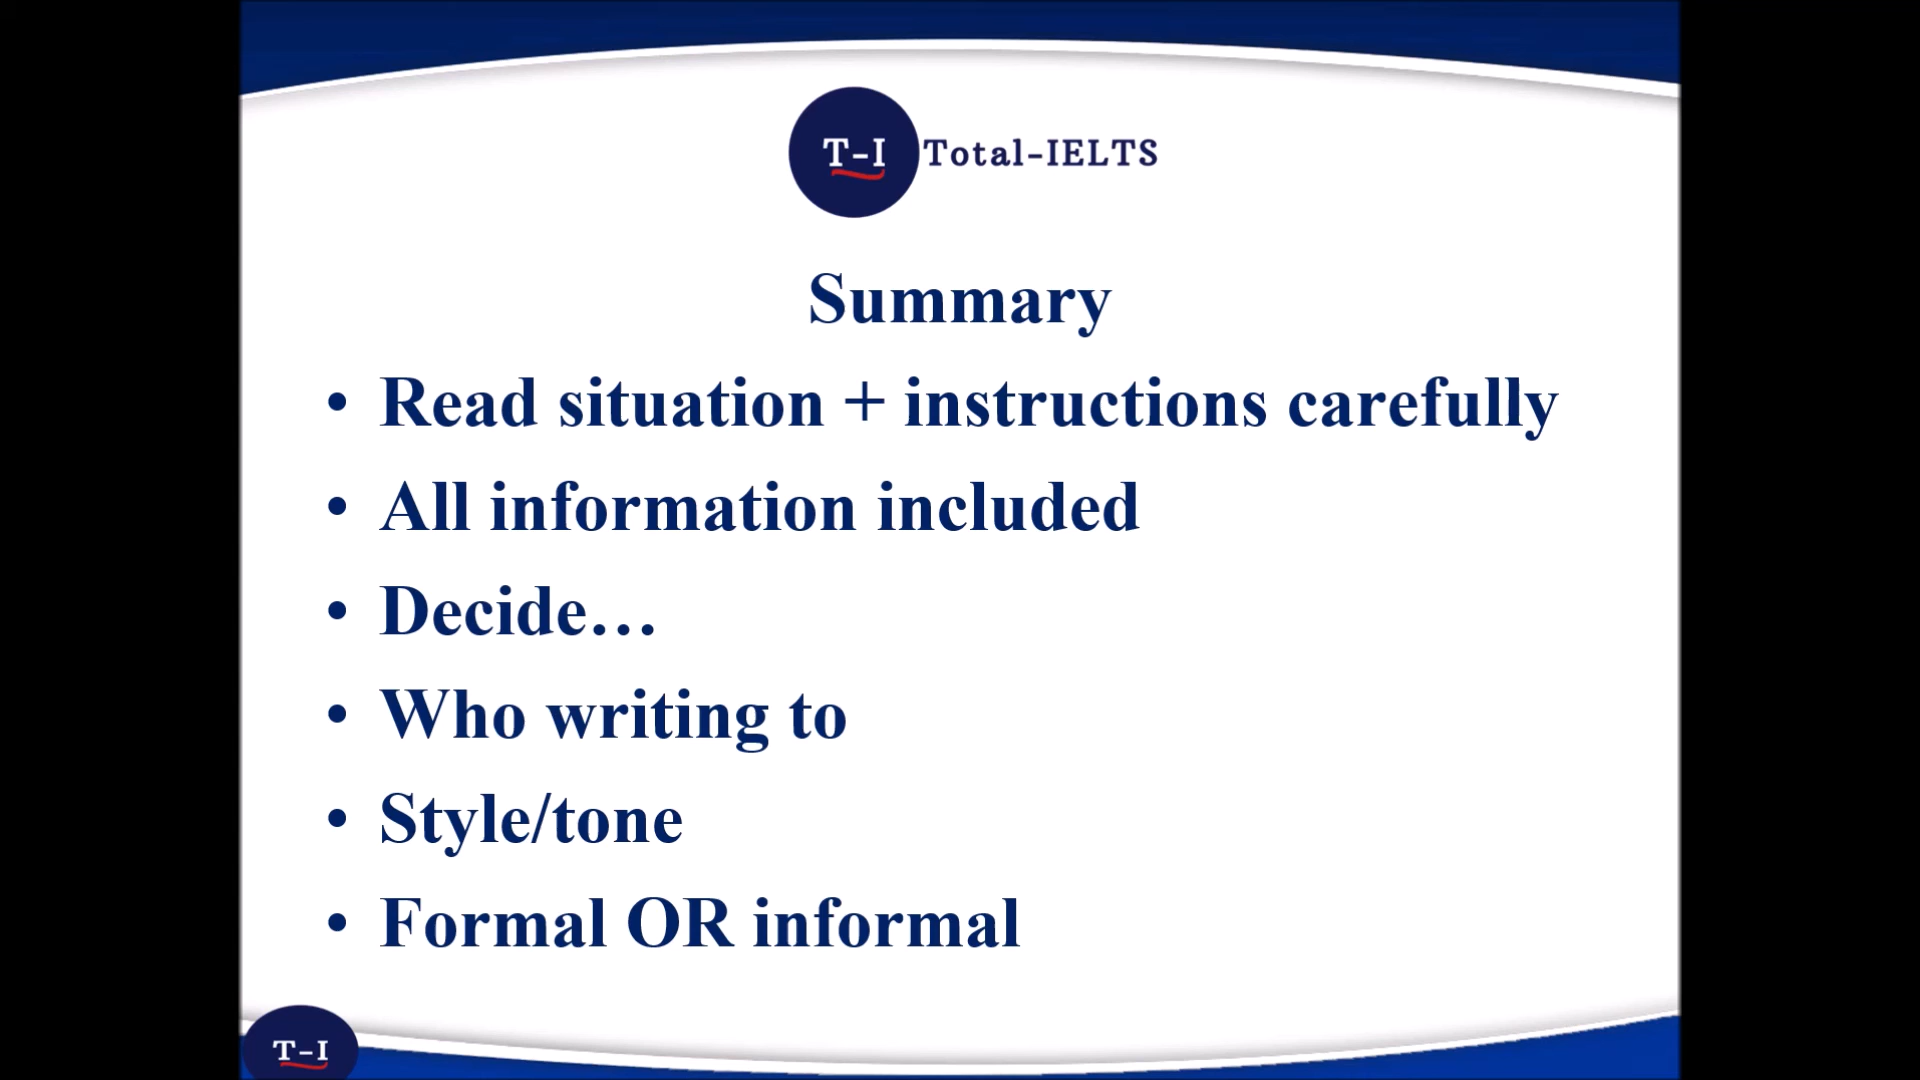 T-I Total-IELTS
Summary
• Read situation + instructions carefully
• All information included
• Decide…
• Who writing to
• Style/tone
• Formal OR informal
T-I